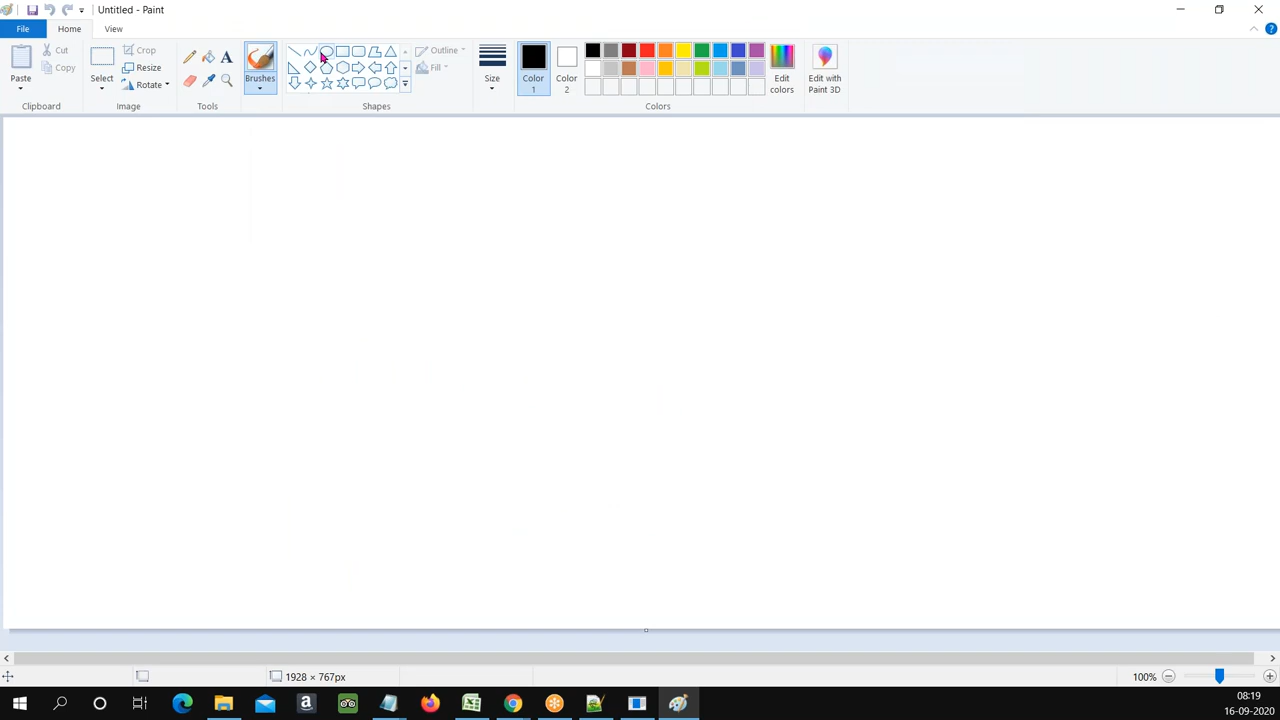 Untitled - Paint
File Home View
Paste
Cut
Copy
Clipboard
Select
Crop
Resize
Rotate
Image
A
Tools
Brushes
Shapes
Outline
Fill
Size
Color
1
Color
2
Colors
Edit
colors
Edit with
Paint 3D
1928 × 767px
100%
08:19
16-09-2020